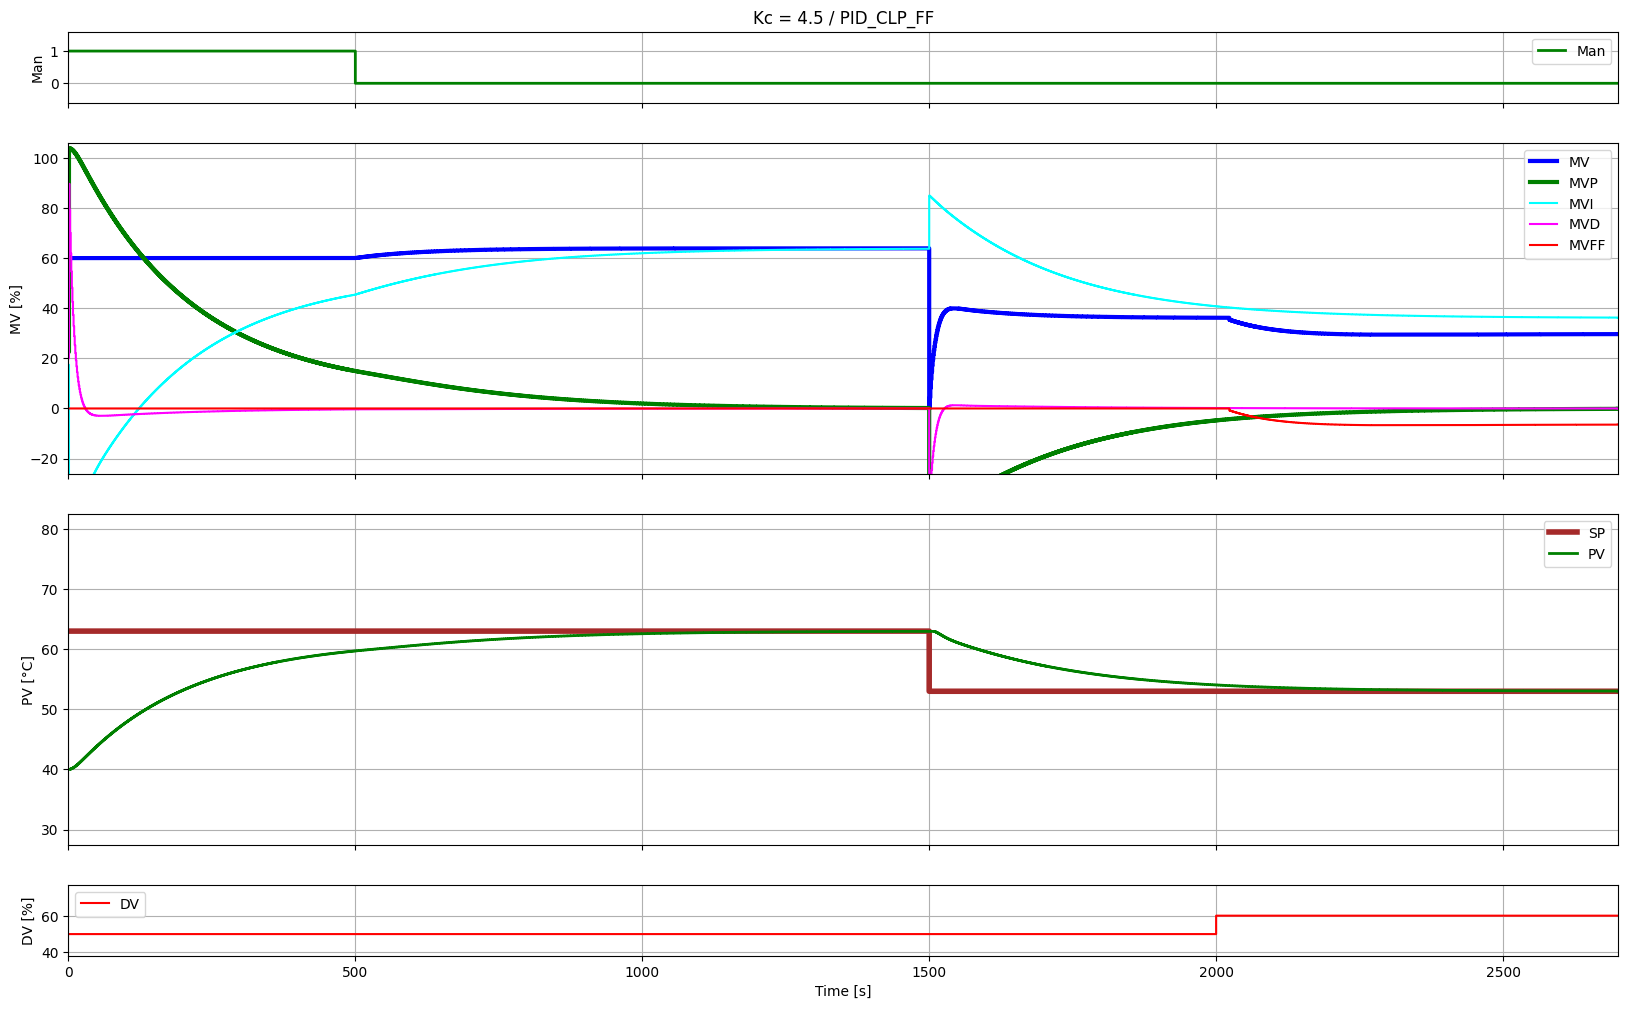 Kc = 4.5 / PID_CLP_FF
Man
1
0
Man
MV [%]
100
80
60
40
20
0
−20
MV
MVP
MVI
MVD
MVFF
PV [°C]
80
70
60
50
40
30
SP
PV
DV [%]
60
40
DV
0 500 1000 1500 2000 2500
Time [s]